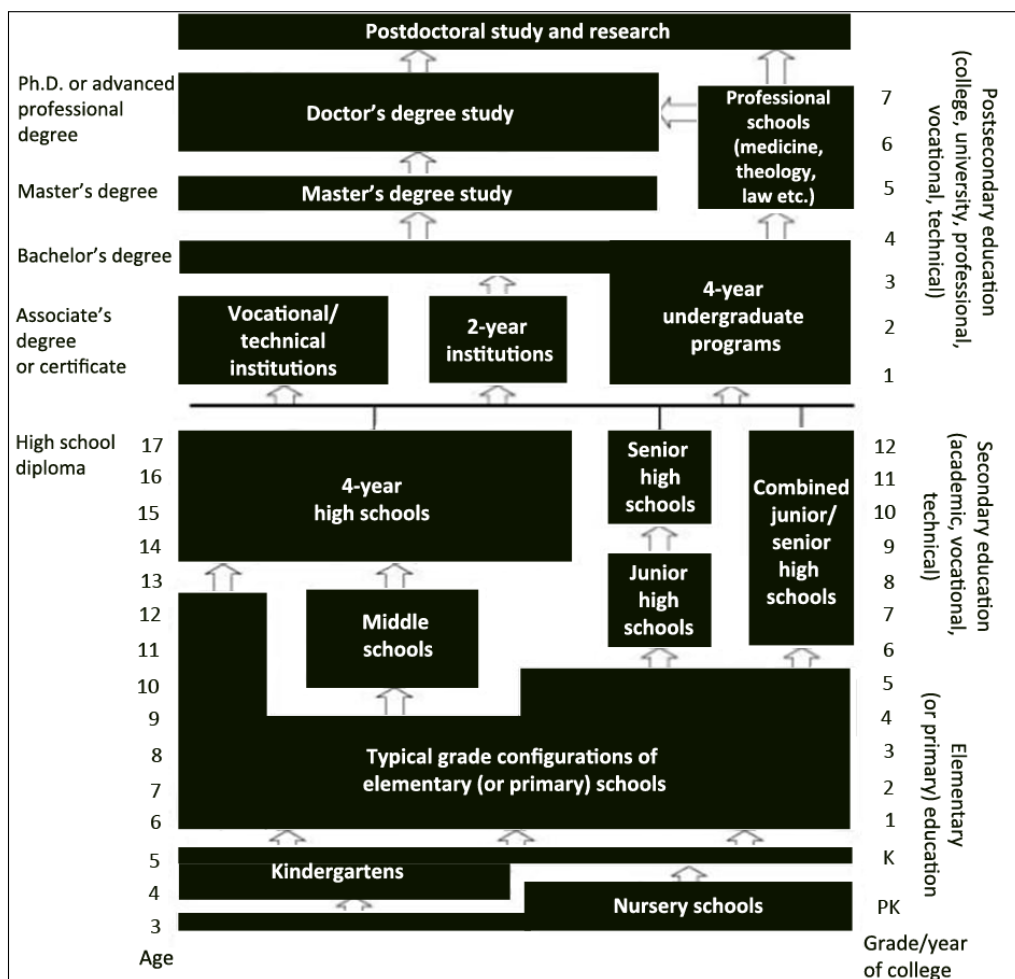 Postdoctoral study and research
Ph.D. or advanced
professional
degree
Doctor's degree study
Professional
schools
(medicine,
theology,
law etc.)
7
6
Master's degree
Master's degree study
5
Bachelor's degree
4
3
Associate's
degree
or certificate
Vocational/
technical
institutions
2-year
institutions
4-year
undergraduate
programs
2
1
Postsecondary education
(college, university, professional,
vocational, technical)
High school
diploma
17
16
15
14
13
12
11
10
9
8
7
6
5
4
3
Age
4-year
high schools
Senior
high
schools
Combined
junior/
senior
high
schools
Junior
high
schools
Middle
schools
Typical grade configurations of
elementary (or primary) schools
Kindergartens
Nursery schools
12
11
10
9
8
7
6
5
4
3
2
1
K
PK
Grade/year
of college
Secondary education
(academic, vocational,
technical)
Elementary
(or primary) education